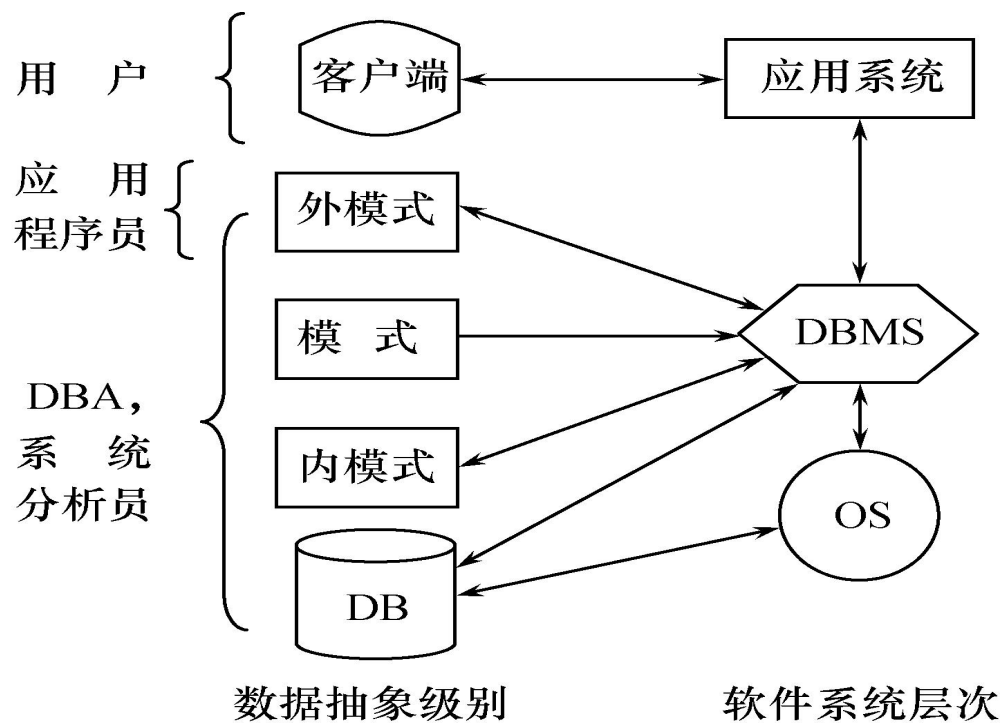 用 户
客户端
应用系统
应 用
程序员
外模式
模 式
DBMS
DBA，
系 统
分析员
内模式
OS
DB
数据抽象级别
软件系统层次